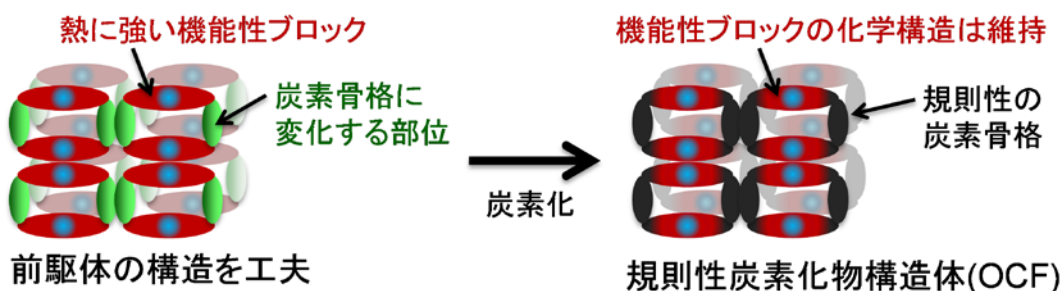 熱に強い機能性ブロック
炭素骨格に
変化する部位
前駆体の構造を工夫
炭素化
機能性ブロックの化学構造は維持
規則性の
炭素骨格
規則性炭素化物構造体(OCF)